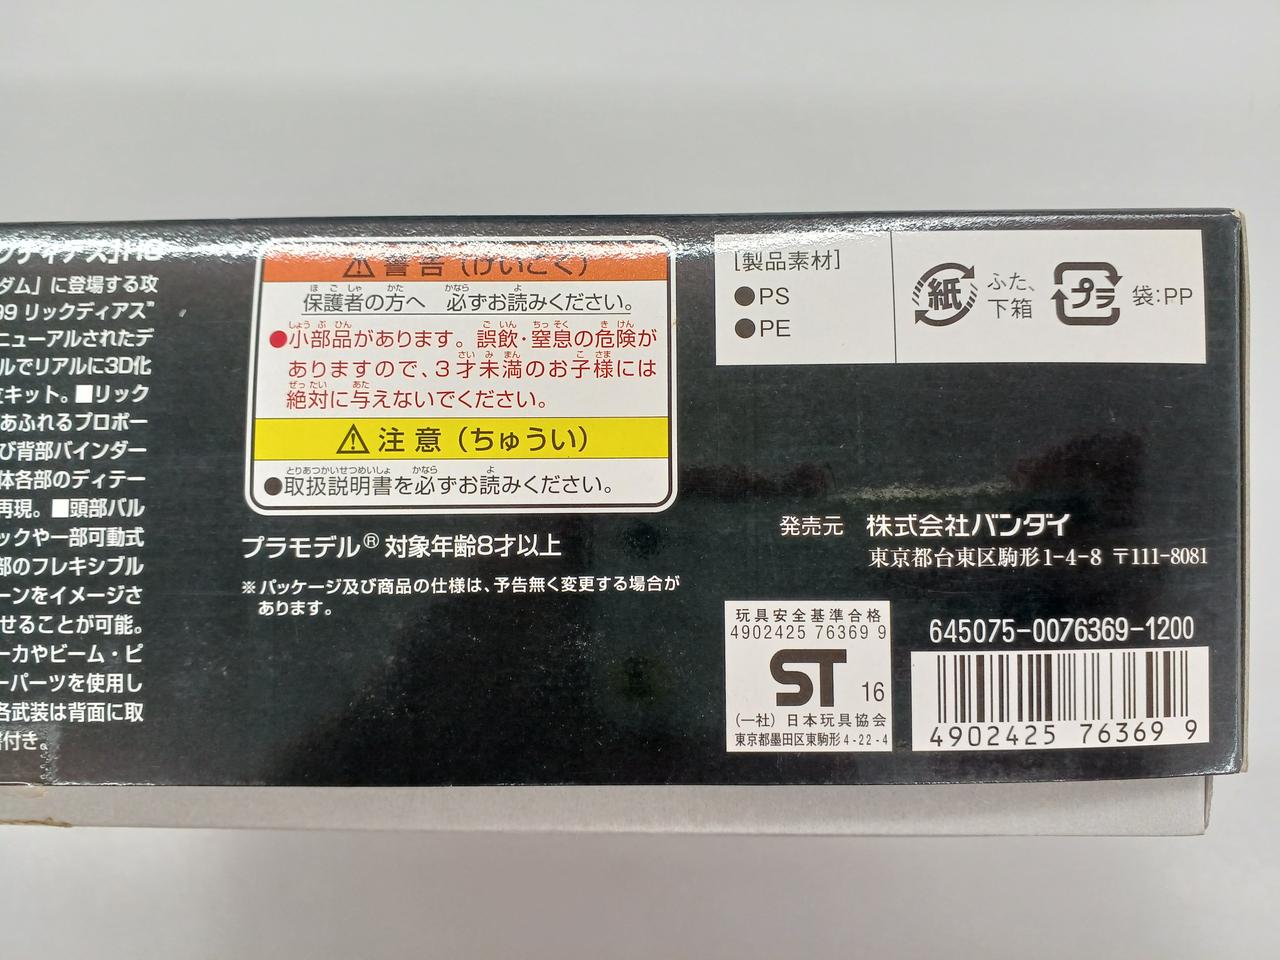 ダム」に登場する攻
99 リックディアス"
ニューアルされたデ
ルでリアルに3D化
キット。■リック
あふれるプロポー
び背部バインダー
体各部のディテー
再現。■頭部バル
ックや一部可動式
部のフレキシブル
ーンをイメージさ
せることが可能。
ーカやビーム・ピ
ーパーツを使用し
各武装は背面に取
付き。
⚠ 警告（けいこく）
保護者の方へ 必ずお読みください。
●小部品があります。誤飲・窒息の危険が
ありますので、3才未満のお子様には
絶対に与えないでください。
⚠ 注意（ちゅうい）
●取扱説明書を必ずお読みください。
プラモデル® 対象年齢8才以上
※パッケージ及び商品の仕様は、予告無く変更する場合が
あります。
[製品素材]
●PS
●PE
紙 ふた、
下箱
プラ 袋:PP
発売元 株式会社バンダイ
東京都台東区駒形1-4-8 〒111-8081
玩具安全基準合格
4902425 76369 9
ST 16
(一社) 日本玩具協会
東京都墨田区東駒形4-22-4
645075-0076369-1200
4902425 76369 9